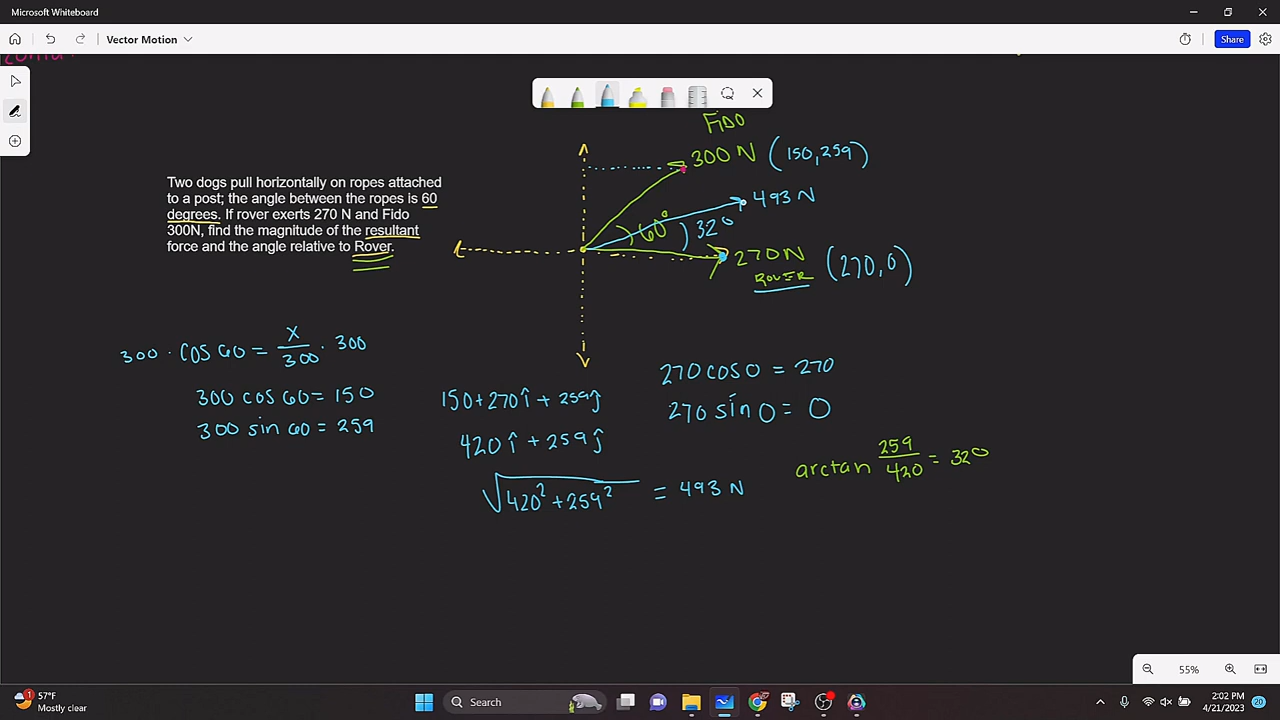 Microsoft Whiteboard
Vector Motion
Share
FIDO
300 N (150,259)
493 N
60°
32°
270N
ROVER
(270,0)
Two dogs pull horizontally on ropes attached
to a post; the angle between the ropes is 60
degrees. If rover exerts 270 N and Fido
300N, find the magnitude of the resultant
force and the angle relative to Rover.
300 · cos 60 = x/300 · 300
300 cos 60 = 150
300 sin 60 = 259
150+270î + 259ĵ
420î + 259ĵ
√420² + 259² = 493 N
270 cos 0 = 270
270 sin 0 = 0
arctan 259/420 = 32°
55%
1
57°F
Mostly clear
Search
2:02 PM
4/21/2023
20